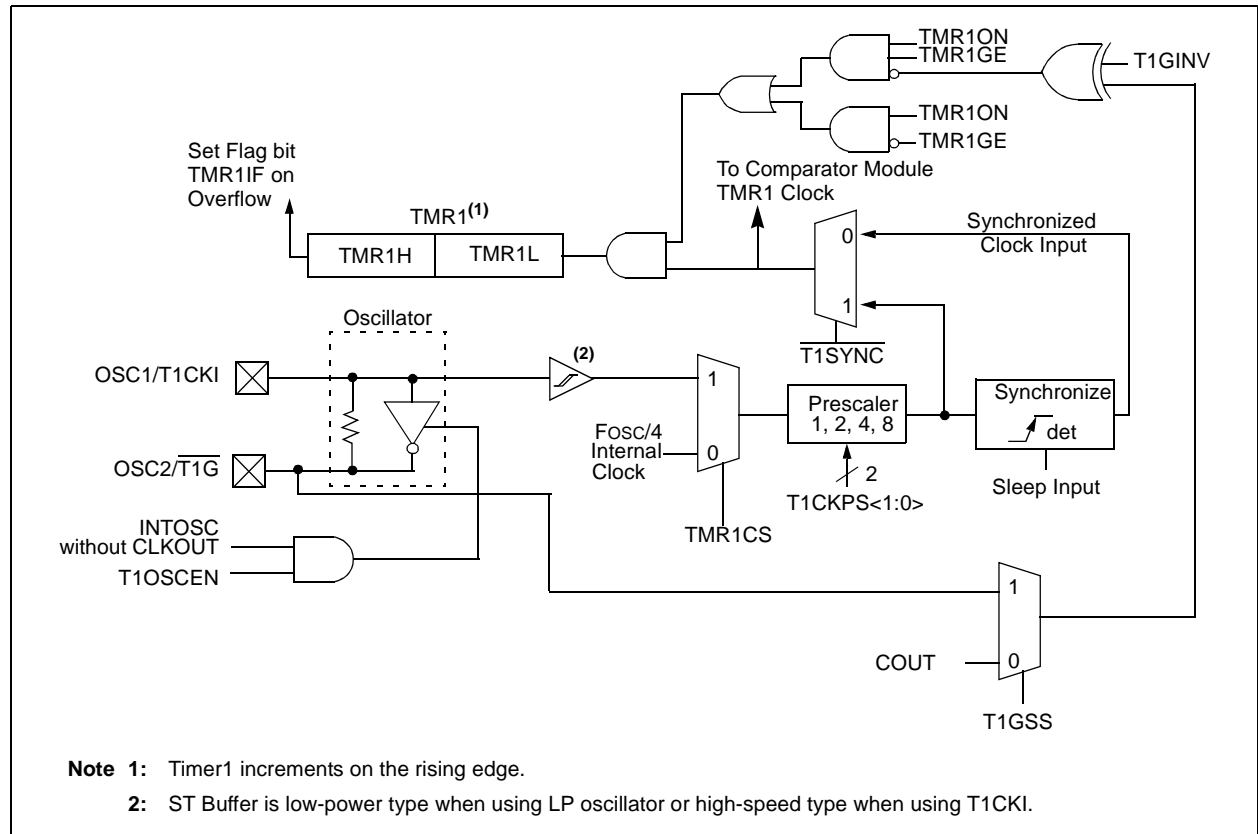 TMR1ON
TMR1GE
T1GINV
TMR1ON
TMR1GE
Set Flag bit
TMR1IF on
Overflow
To Comparator Module
TMR1 Clock
TMR1(1)
TMR1H
TMR1L
0
1
Synchronized
Clock Input
T1SYNC
Oscillator
OSC1/T1CKI
(2)
1
0
FOSC/4
Internal
Clock
Prescaler
1, 2, 4, 8
Synchronize
det
OSC2/T1G
2
T1CKPS<1:0>
Sleep Input
TMR1CS
INTOSC
without CLKOUT
T1OSCEN
1
0
COUT
T1GSS
Note 1: Timer1 increments on the rising edge.
2: ST Buffer is low-power type when using LP oscillator or high-speed type when using T1CKI.